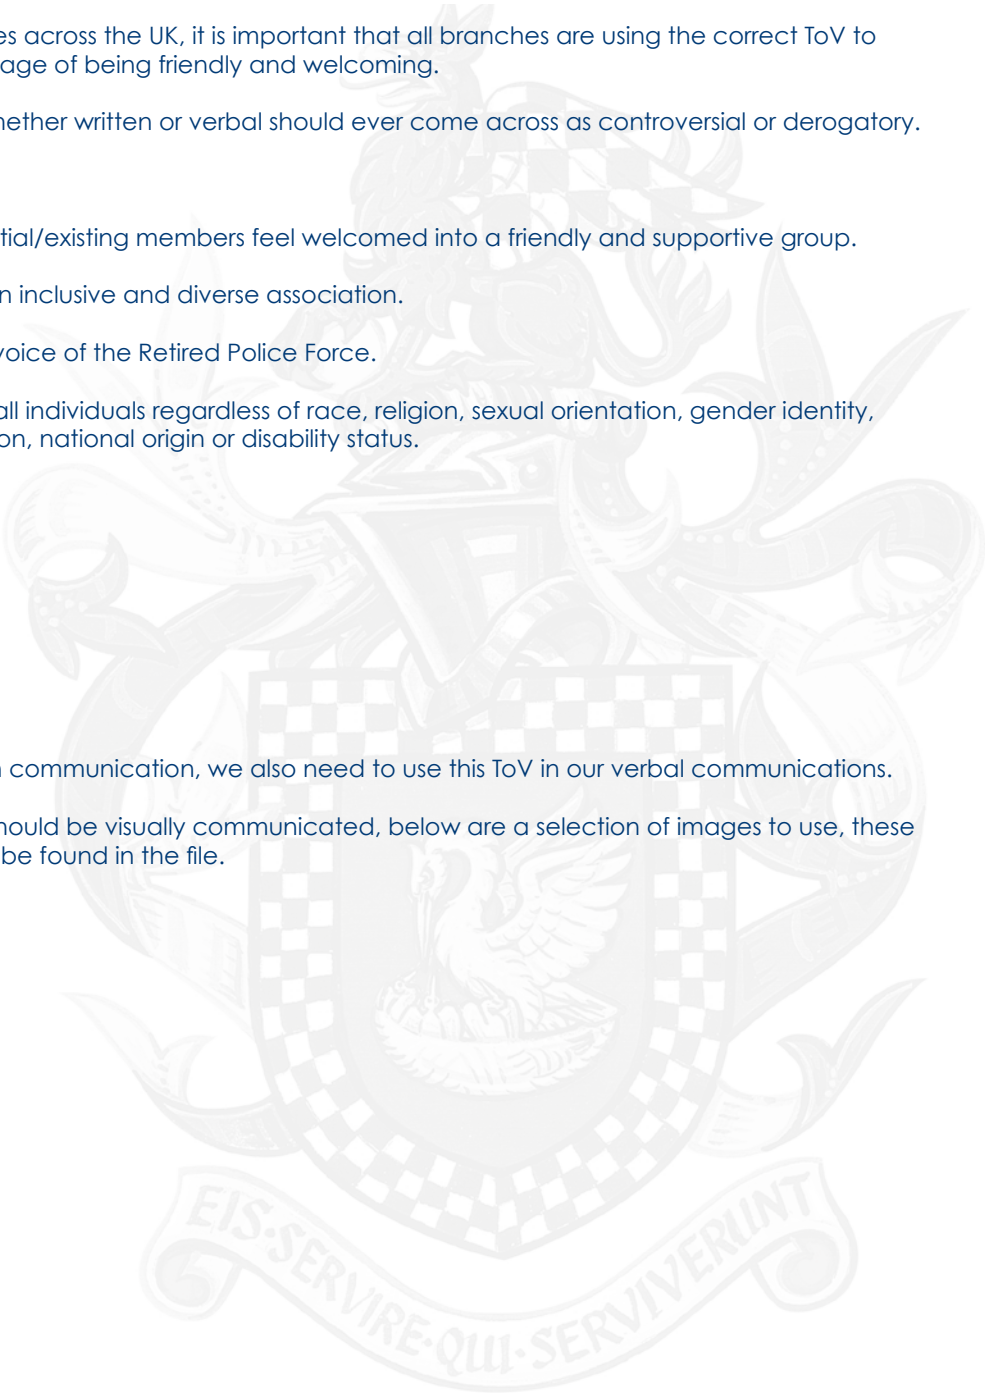 es across the UK, it is important that all branches are using the correct ToV to
age of being friendly and welcoming.
hether written or verbal should ever come across as controversial or derogatory.
tial/existing members feel welcomed into a friendly and supportive group.
n inclusive and diverse association.
voice of the Retired Police Force.
all individuals regardless of race, religion, sexual orientation, gender identity,
on, national origin or disability status.
communication, we also need to use this ToV in our verbal communications.
hould be visually communicated, below are a selection of images to use, these
be found in the file.
EIS·SERVIRE·QUI·SERVIVERUNT